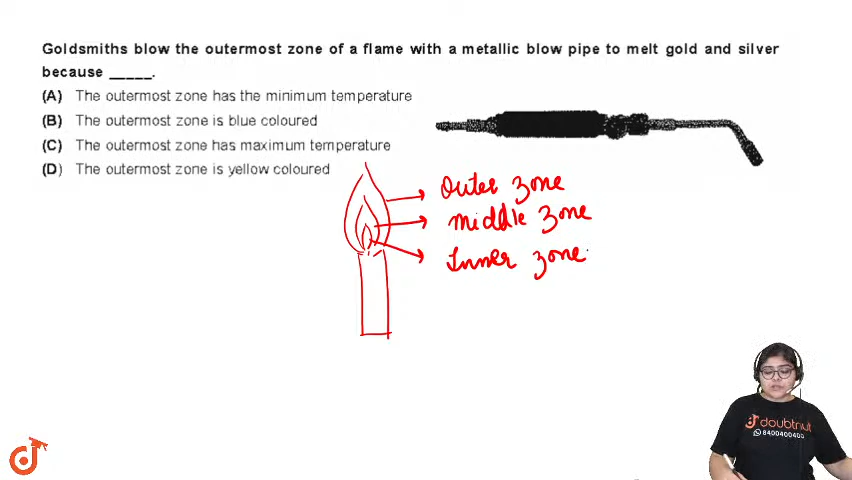 Goldsmiths blow the outermost zone of a flame with a metallic blow pipe to melt gold and silver
because _____.
(A) The outermost zone has the minimum temperature
(B) The outermost zone is blue coloured
(C) The outermost zone has maximum temperature
(D) The outermost zone is yellow coloured
Outer zone
middle zone
Inner zone
doubtnut
8400400400